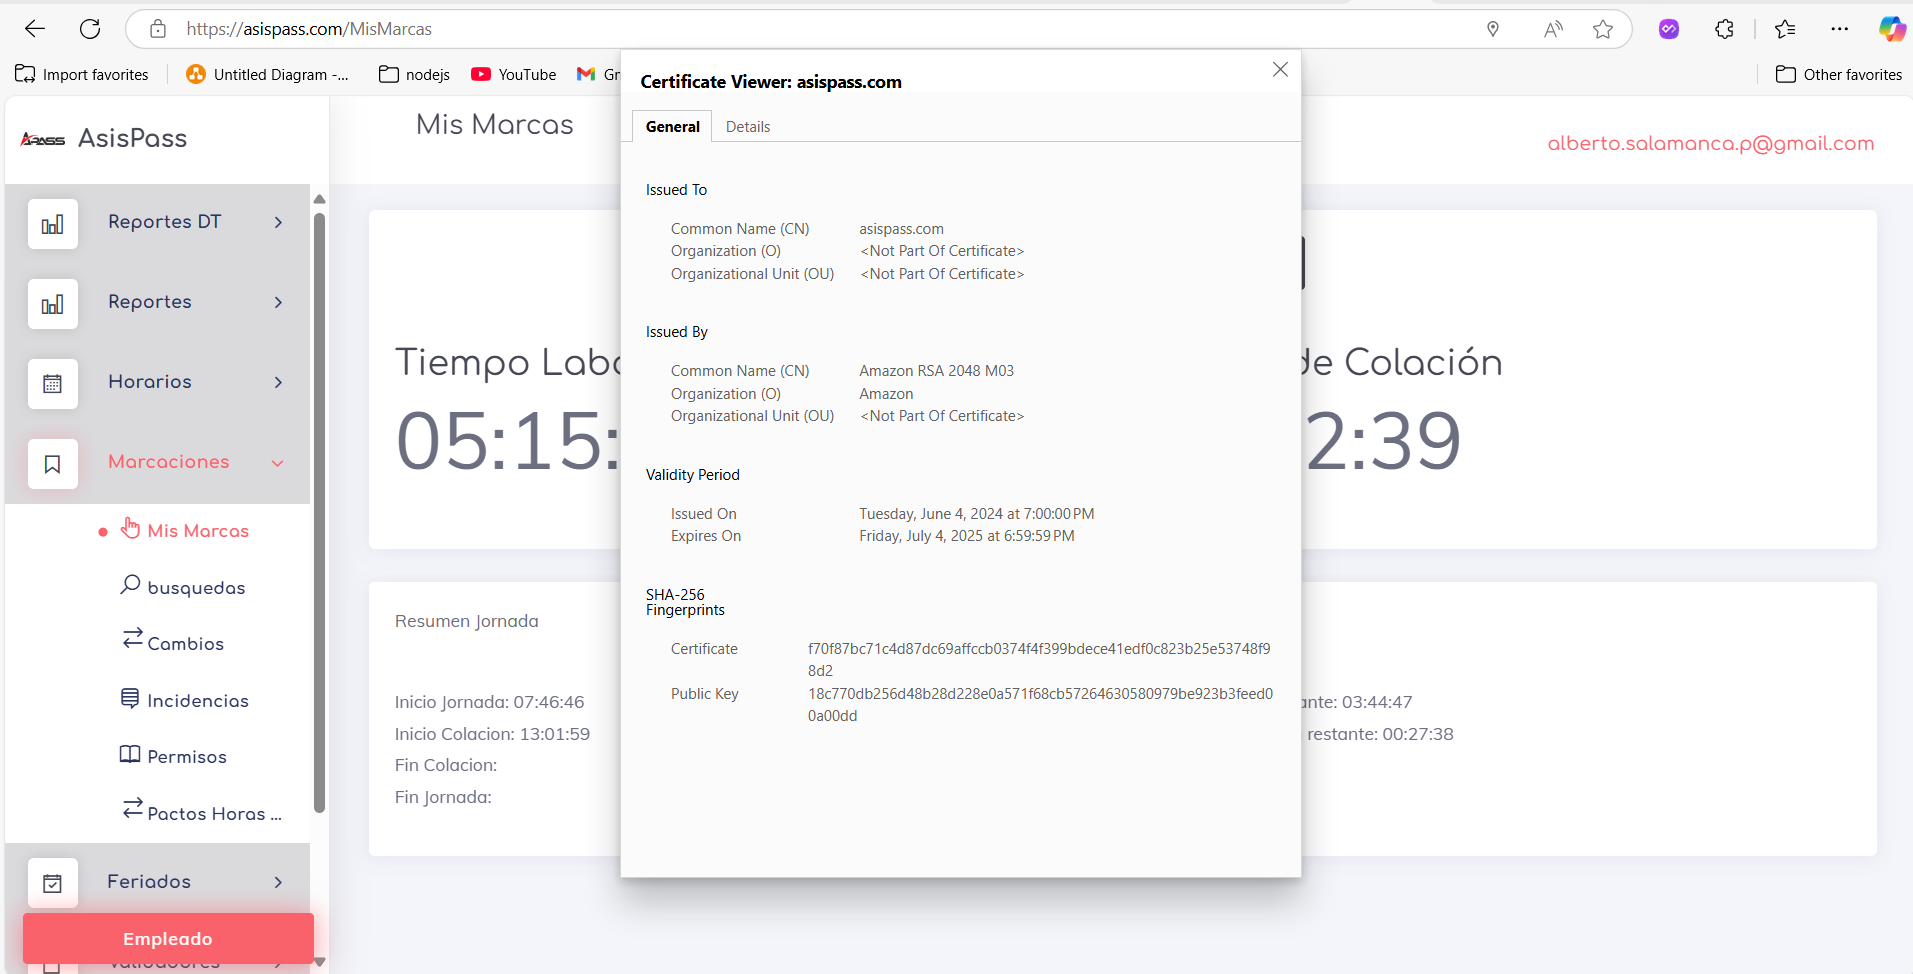 https://asispass.com/MisMarcas
Import favorites
Untitled Diagram -...
nodejs
YouTube
Other favorites
APASS
AsisPass
Mis Marcas
alberto.salamanca.p@gmail.com
Reportes DT
Reportes
Horarios
Marcaciones
Mis Marcas
busquedas
Cambios
Incidencias
Permisos
Pactos Horas ...
Feriados
Empleado
Tiempo
05:15:
de Colación
2:39
Resumen Jornada
Inicio Jornada: 07:46:46
Inicio Colacion: 13:01:59
Fin Colacion:
Fin Jornada:
ante: 03:44:47
restante: 00:27:38
Certificate Viewer: asispass.com
General
Details
Issued To
Common Name (CN) asispass.com
Organization (O) <Not Part Of Certificate>
Organizational Unit (OU) <Not Part Of Certificate>
Issued By
Common Name (CN) Amazon RSA 2048 M03
Organization (O) Amazon
Organizational Unit (OU) <Not Part Of Certificate>
Validity Period
Issued On Tuesday, June 4, 2024 at 7:00:00 PM
Expires On Friday, July 4, 2025 at 6:59:59 PM
SHA-256
Fingerprints
Certificate f70f87bc71c4d87dc69affccb0374f4f399bdece41edf0c823b25e53748f9
8d2
Public Key 18c770db256d48b28d228e0a571f68cb57264630580979be923b3feed0
0a00dd